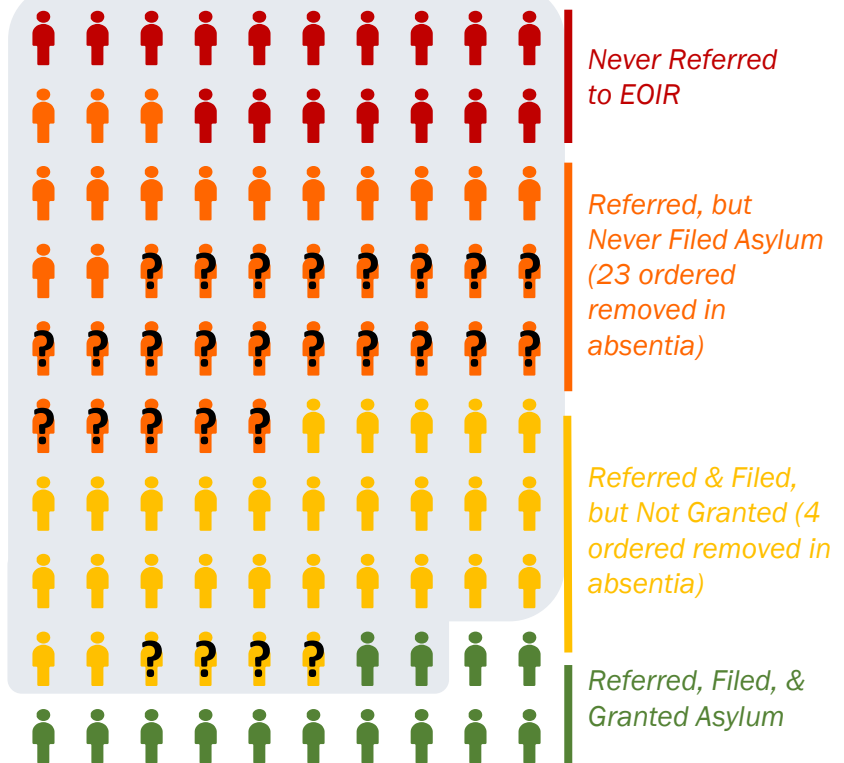 ? ? ? ? ? ? ? ?
? ? ? ? ? ? ? ? ? ?
? ? ? ? ?
? ? ? ?
Never Referred
to EOIR
Referred, but
Never Filed Asylum
(23 ordered
removed in
absentia)
Referred & Filed,
but Not Granted (4
ordered removed in
absentia)
Referred, Filed, &
Granted Asylum